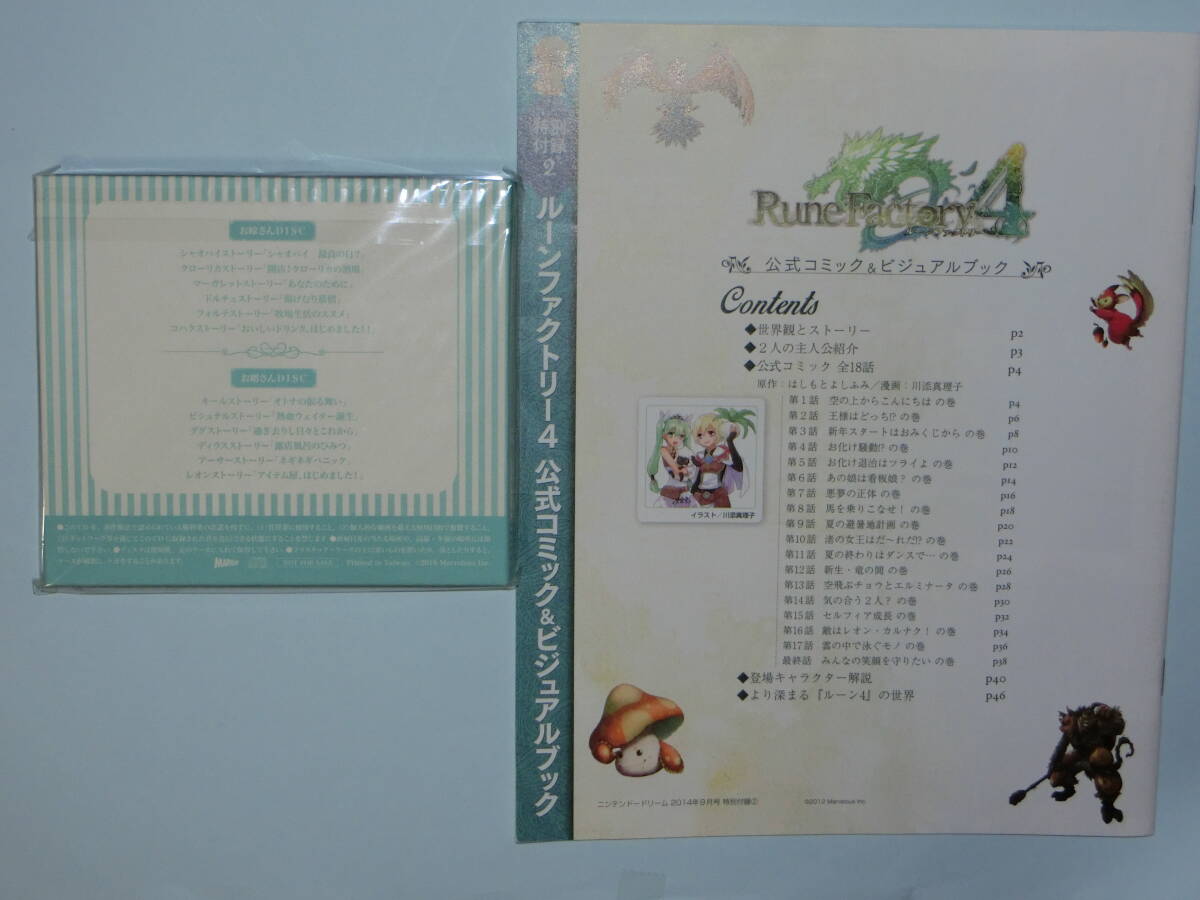 お嫁さんDISC
シャオパイストーリー「シャオパイ 最良の日?」
クローリカストーリー「開店!クローリカの酒場」
マーガレットストーリー「あなたのために」
ドルチェストーリー「湯けむり慕情」
フォルテストーリー「牧場生活のススメ」
コハクストーリー「おいしいドリンク、はじめました!」
お婿さんDISC
キールストーリー「オトナの振る舞い」
ビシュナルストーリー「熱血ウェイター誕生」
ダグストーリー「過ぎ去りし日々とこれから」
ディラスストーリー「露店風呂のひみつ」
アーサーストーリー「ネギネギパニック」
レオンストーリー「アイテム屋、はじめました!」
NOT FOR SALE Printed in Taiwan Marvelous Inc.
特別付録2
ルーンファクトリー4 公式コミック&ビジュアルブック
Rune Factory 4
公式コミック&ビジュアルブック
Contents
◆世界観とストーリー p2
◆2人の主人公紹介 p3
◆公式コミック 全18話 p4
原作:はしもとよしふみ/漫画:川添真理子
第1話 空の上からこんにちは の巻 p4
第2話 王様はどっち!? の巻 p6
第3話 新年スタートはおみくじから の巻 p8
第4話 お化け騒動!? の巻 p10
第5話 お化け退治はツライよ の巻 p12
第6話 あの娘は看板娘? の巻 p14
第7話 悪夢の正体 の巻 p16
第8話 馬を乗りこなせ! の巻 p18
第9話 夏の避暑地計画 の巻 p20
第10話 渚の女王はだ~れだ!? の巻 p22
第11話 夏の終わりはダンスで… の巻 p24
第12話 新生・竜の間 の巻 p26
第13話 空飛ぶチョウとエルミナータ の巻 p28
第14話 気の合う2人? の巻 p30
第15話 セルフィア成長 の巻 p32
第16話 敵はレオン・カルナク! の巻 p34
第17話 雲の中で泳ぐモノ の巻 p36
最終話 みんなの笑顔を守りたい の巻 p38
イラスト/川添真理子
◆登場キャラクター解説 p40
◆より深まる『ルーン4』の世界 p46
ニンテンドードリーム 2014年9月号 特別付録②
©2012 Marvelous Inc.